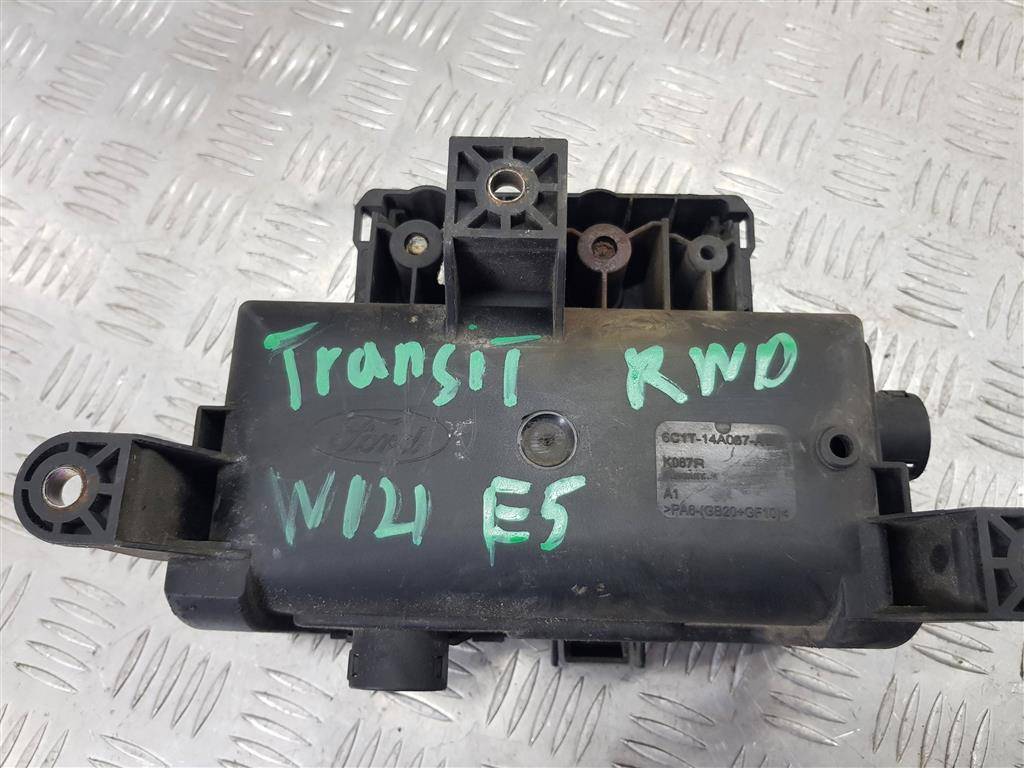 Transit RWD
Ford
6C1T-14A067-A
K067R
W121 E5
A1
>PA6-(GB20+GF10)<